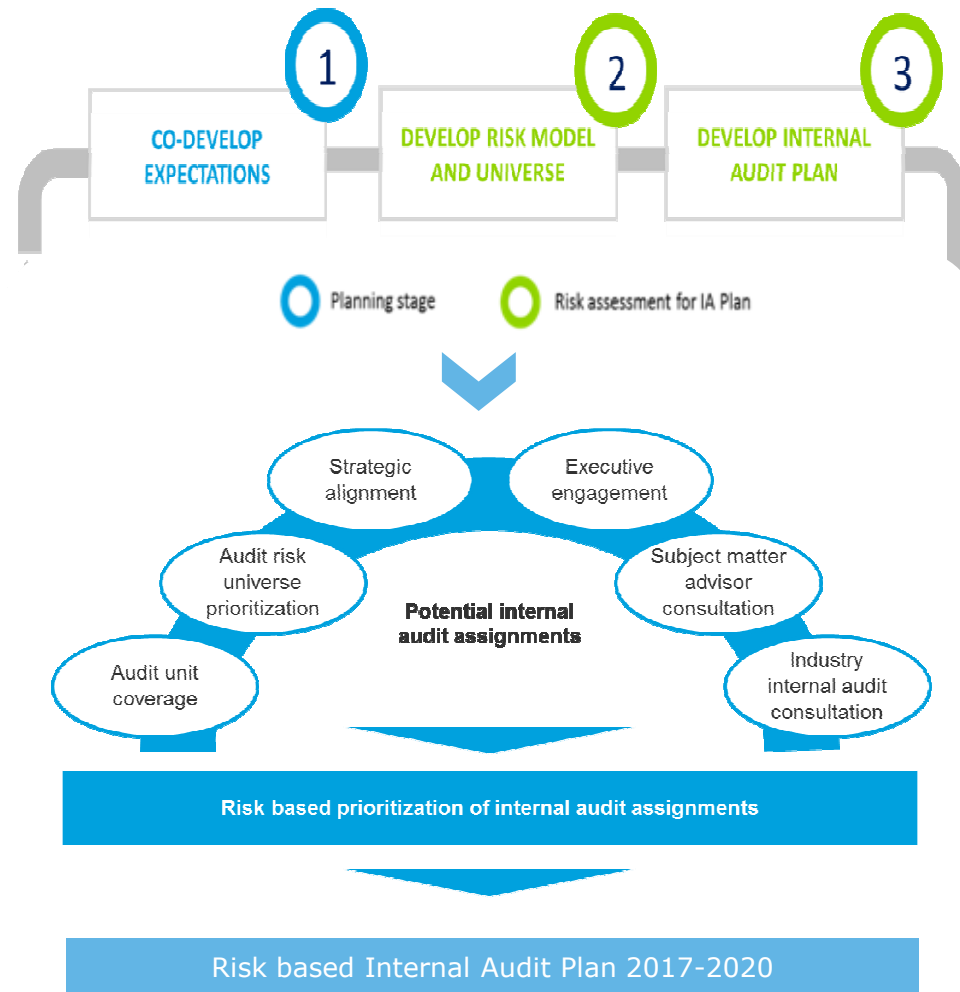 1
2
3
CO-DEVELOP
EXPECTATIONS
DEVELOP RISK MODEL
AND UNIVERSE
DEVELOP INTERNAL
AUDIT PLAN
Planning stage
Risk assessment for IA Plan
Strategic
alignment
Executive
engagement
Audit risk
universe
prioritization
Subject matter
advisor
consultation
Potential internal
audit assignments
Audit unit
coverage
Industry
internal audit
consultation
Risk based prioritization of internal audit assignments
Risk based Internal Audit Plan 2017-2020